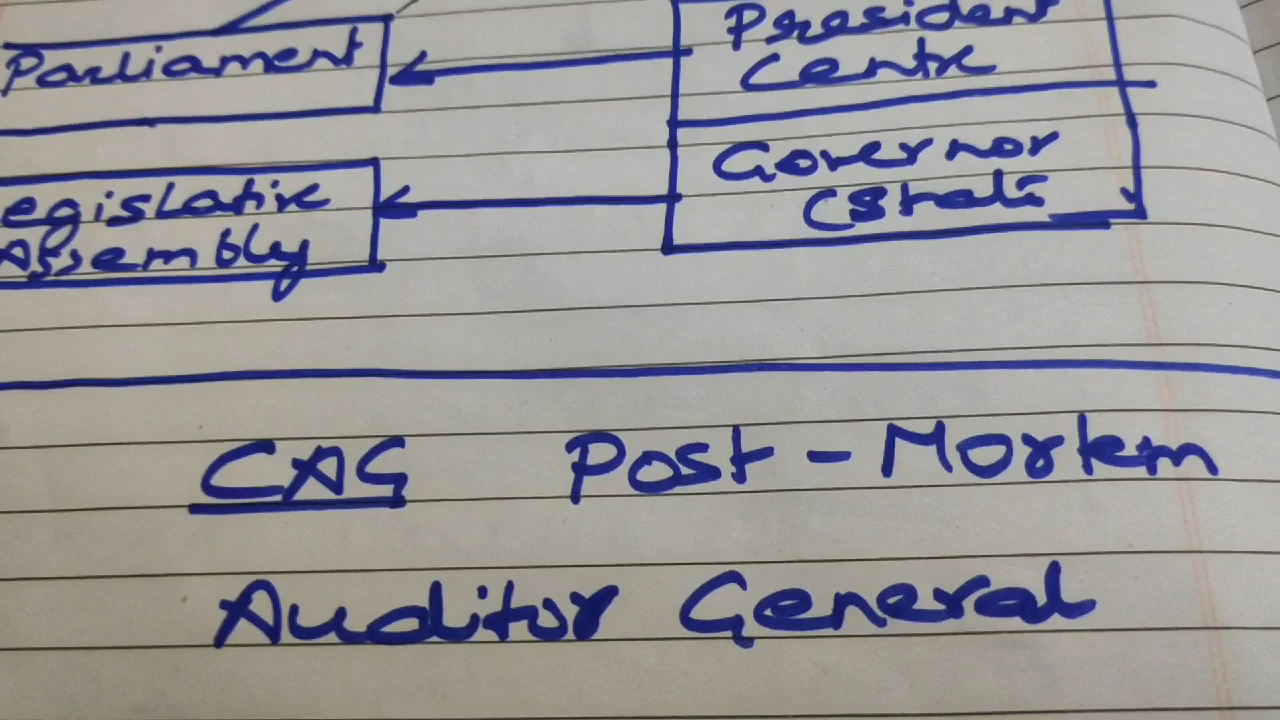 Parliament
President
Centre
Governor
(State
egislative
Assembly
CAG Post-Mortem
Auditor General